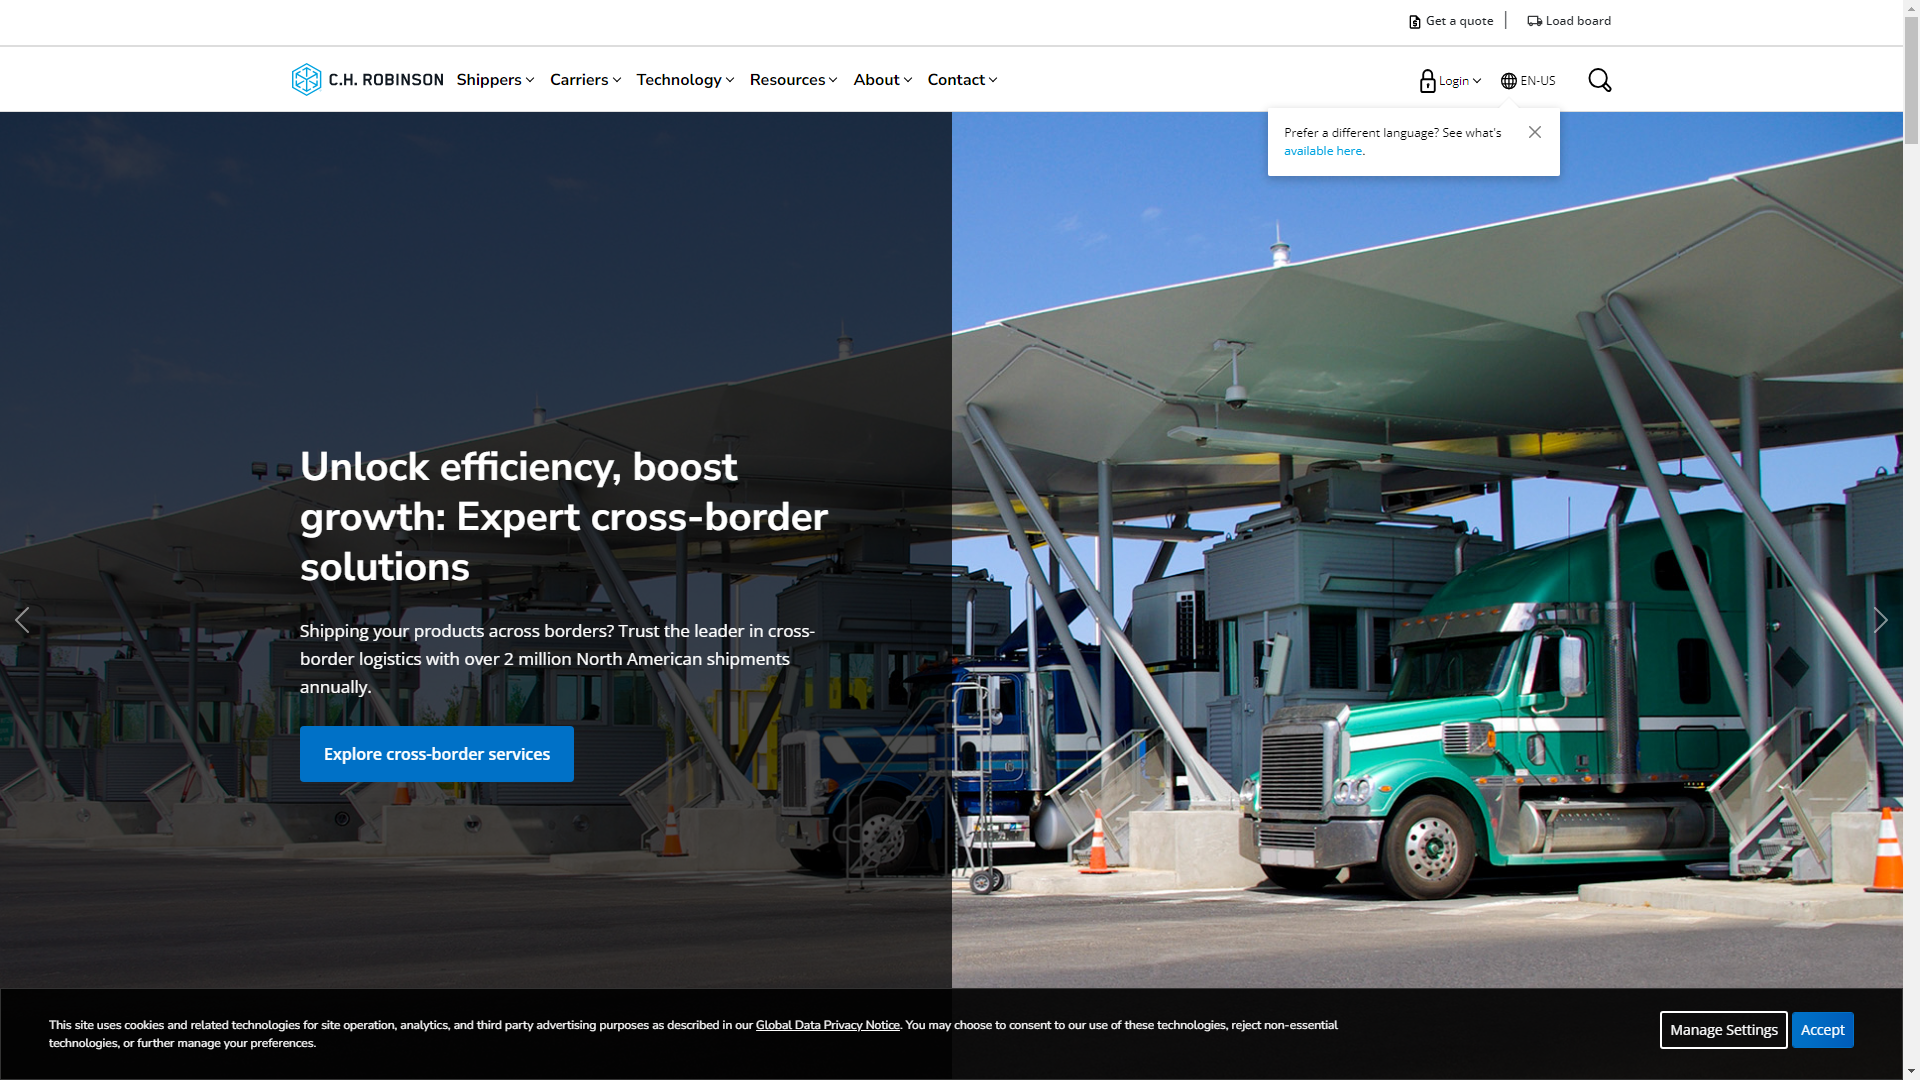 Get a quote
Load board
C.H. ROBINSON
Shippers
Carriers
Technology
Resources
About
Contact
Login
EN-US
Prefer a different language? See what's
available here.
Unlock efficiency, boost
growth: Expert cross-border
solutions
Shipping your products across borders? Trust the leader in cross-
border logistics with over 2 million North American shipments
annually.
Explore cross-border services
This site uses cookies and related technologies for site operation, analytics, and third party advertising purposes as described in our Global Data Privacy Notice. You may choose to consent to our use of these technologies, reject non-essential
technologies, or further manage your preferences.
Manage Settings
Accept